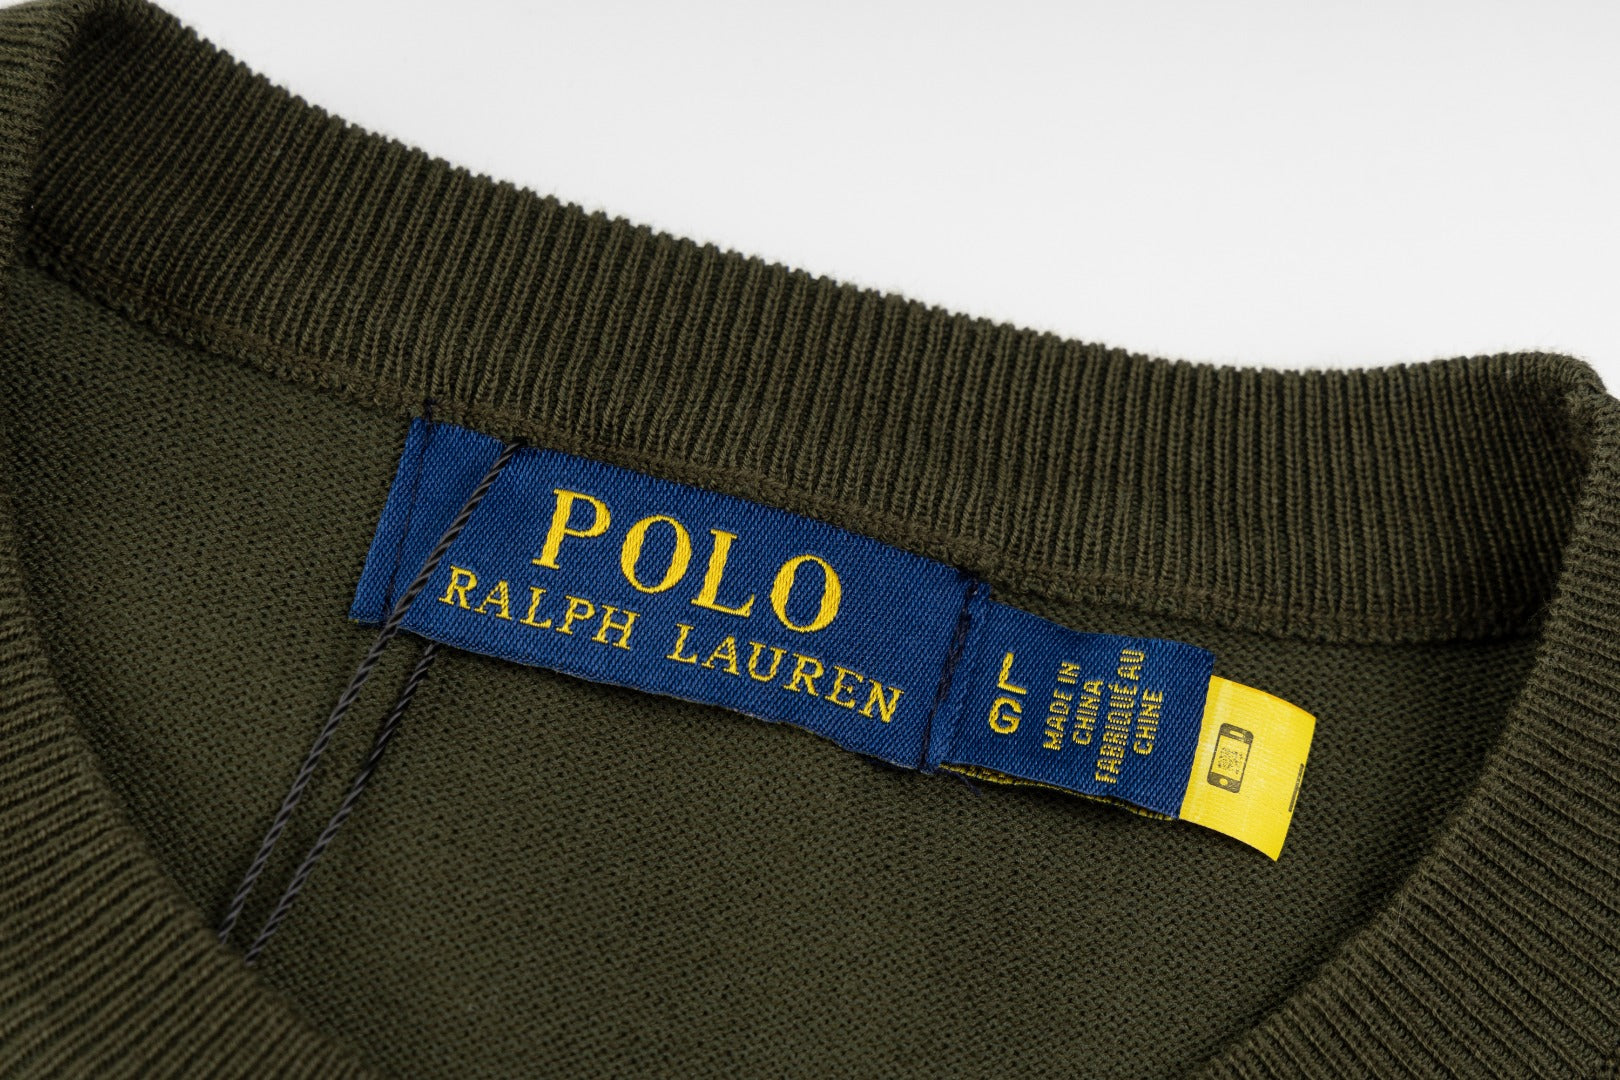 POLO
RALPH LAUREN
L
G
MADE IN
CHINA
FABRIQUÉ AU
CHINE